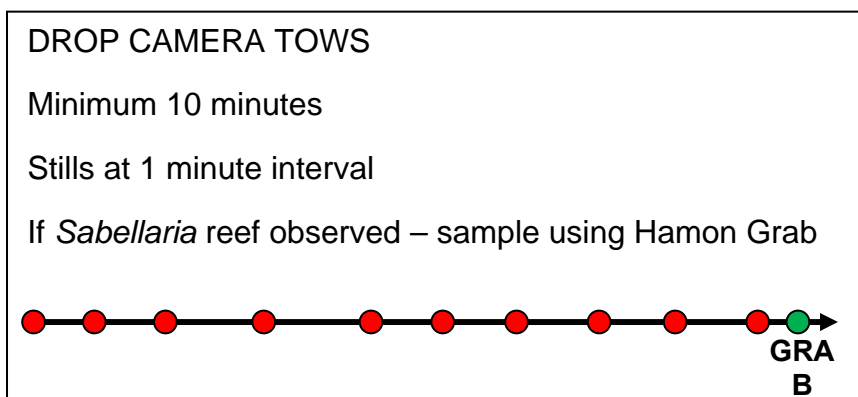 DROP CAMERA TOWS
Minimum 10 minutes
Stills at 1 minute interval
If Sabellaria reef observed – sample using Hamon Grab
GRA
B